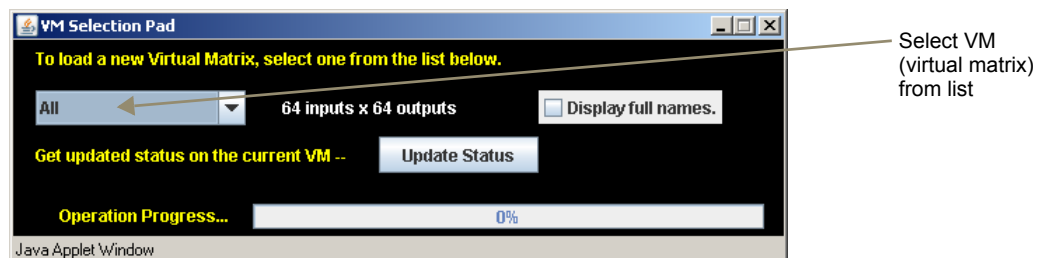 VM Selection Pad
To load a new Virtual Matrix, select one from the list below.
All
64 inputs x 64 outputs
Display full names.
Get updated status on the current VM --
Update Status
Operation Progress...
0%
Java Applet Window
Select VM
(virtual matrix)
from list